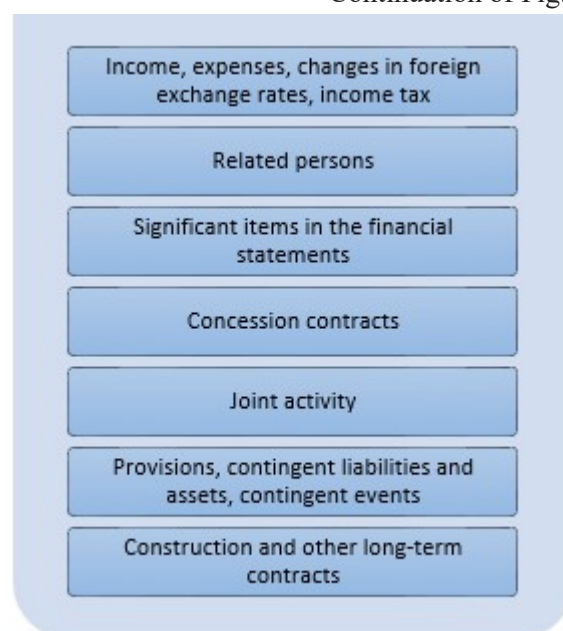 Continuation of Fig
Income, expenses, changes in foreign
exchange rates, income tax
Related persons
Significant items in the financial
statements
Concession contracts
Joint activity
Provisions, contingent liabilities and
assets, contingent events
Construction and other long-term
contracts